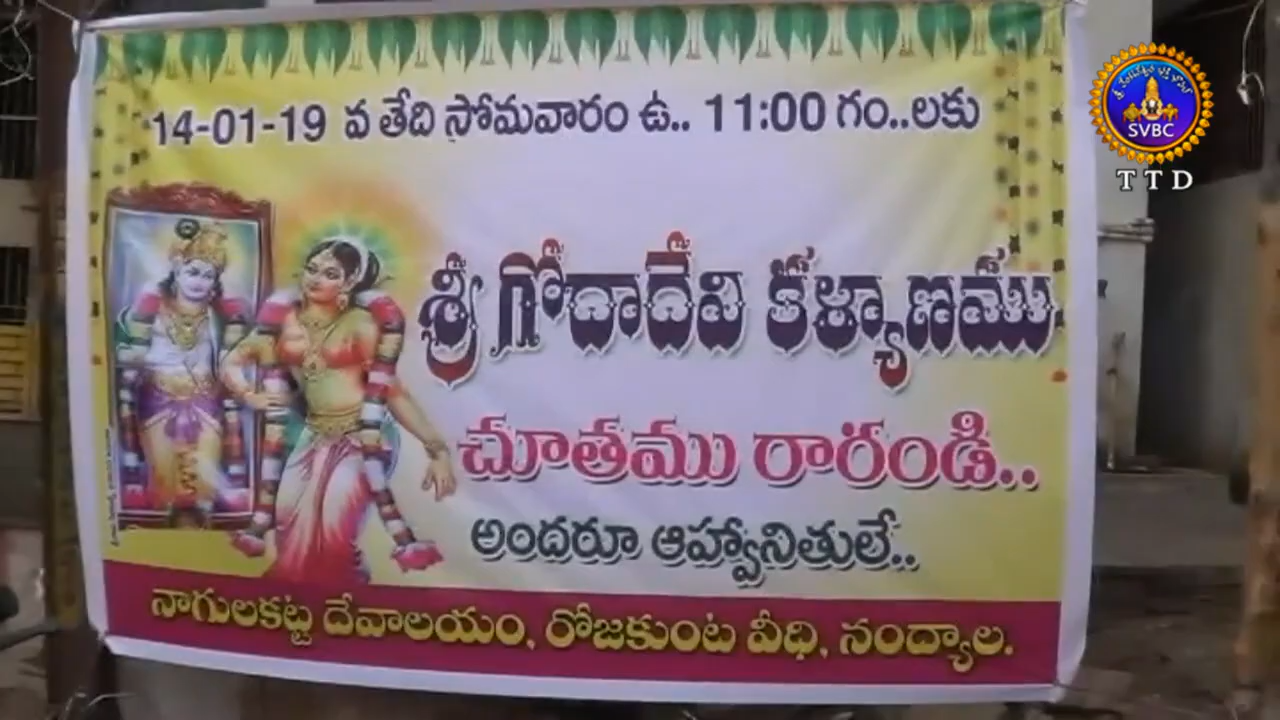 14-01-19 వ తేది సోమవారం ఉ.. 11:00 గం..లకు
శ్రీ గోదాదేవి కళ్యాణము
చూతము రారండి..
అందరూ ఆహ్వానితులే..
నాగులకట్ట దేవాలయం, రోజకుంట వీధి, నంద్యాల.
SVBC
TTD